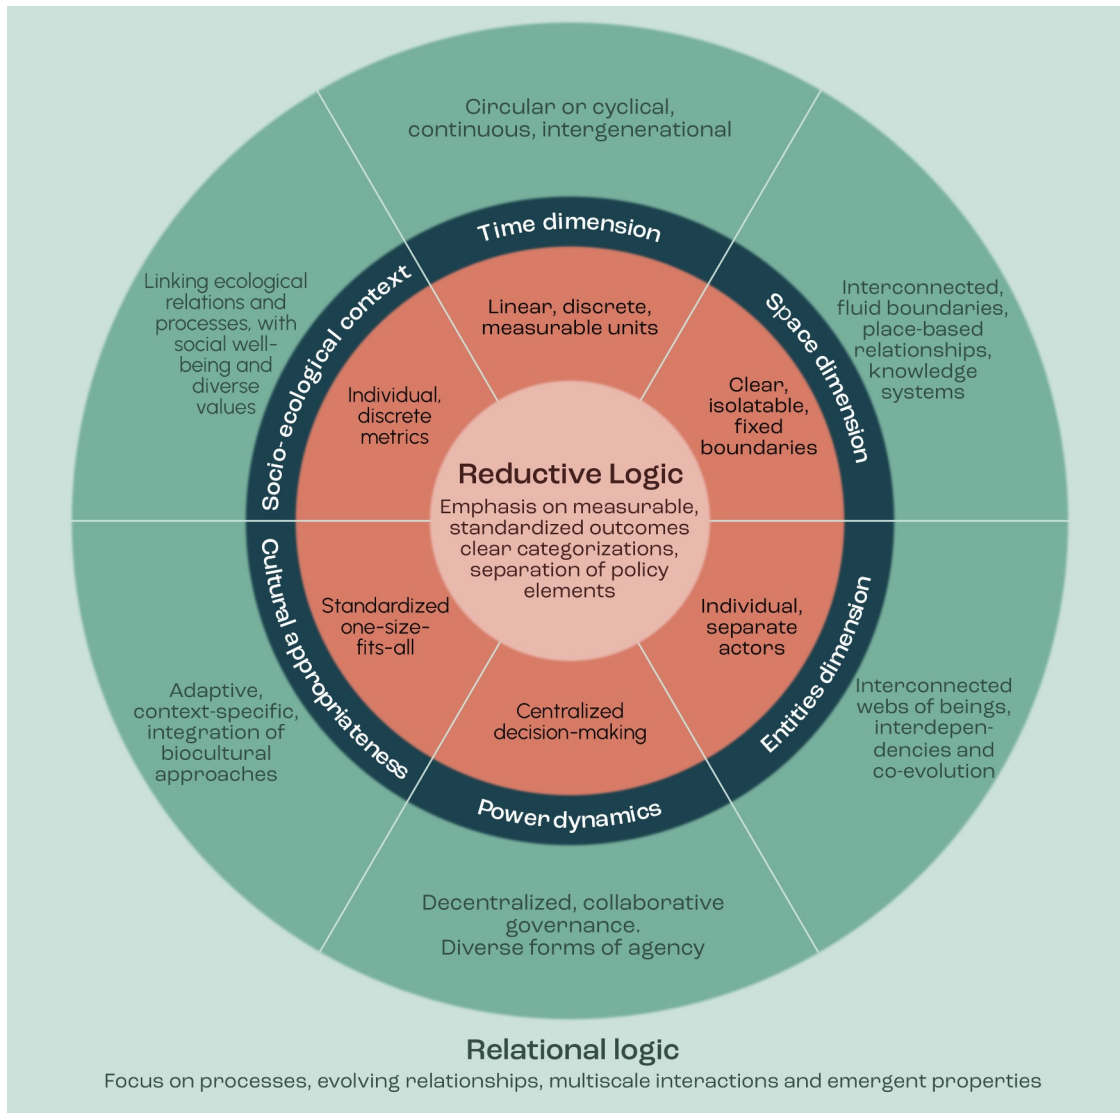 Circular or cyclical,
continuous, intergenerational
Time dimension
Linear, discrete,
measurable units
Linking ecological
relations and
processes, with
social well-
being and
diverse
values
Socio-ecological context
Individual,
discrete
metrics
Space dimension
Clear,
isolatable,
fixed
boundaries
Interconnected,
fluid boundaries,
place-based
relationships,
knowledge
systems
Reductive Logic
Emphasis on measurable,
standardized outcomes
clear categorizations,
separation of policy
elements
Adaptive,
context-specific,
integration of
biocultural
approaches
Cultural appropriateness
Standardized
one-size-
fits-all
Individual,
separate
actors
Entities dimension
Interconnected
webs of beings,
interdepen-
dencies and
co-evolution
Centralized
decision-making
Power dynamics
Decentralized, collaborative
governance.
Diverse forms of agency
Relational logic
Focus on processes, evolving relationships, multiscale interactions and emergent properties